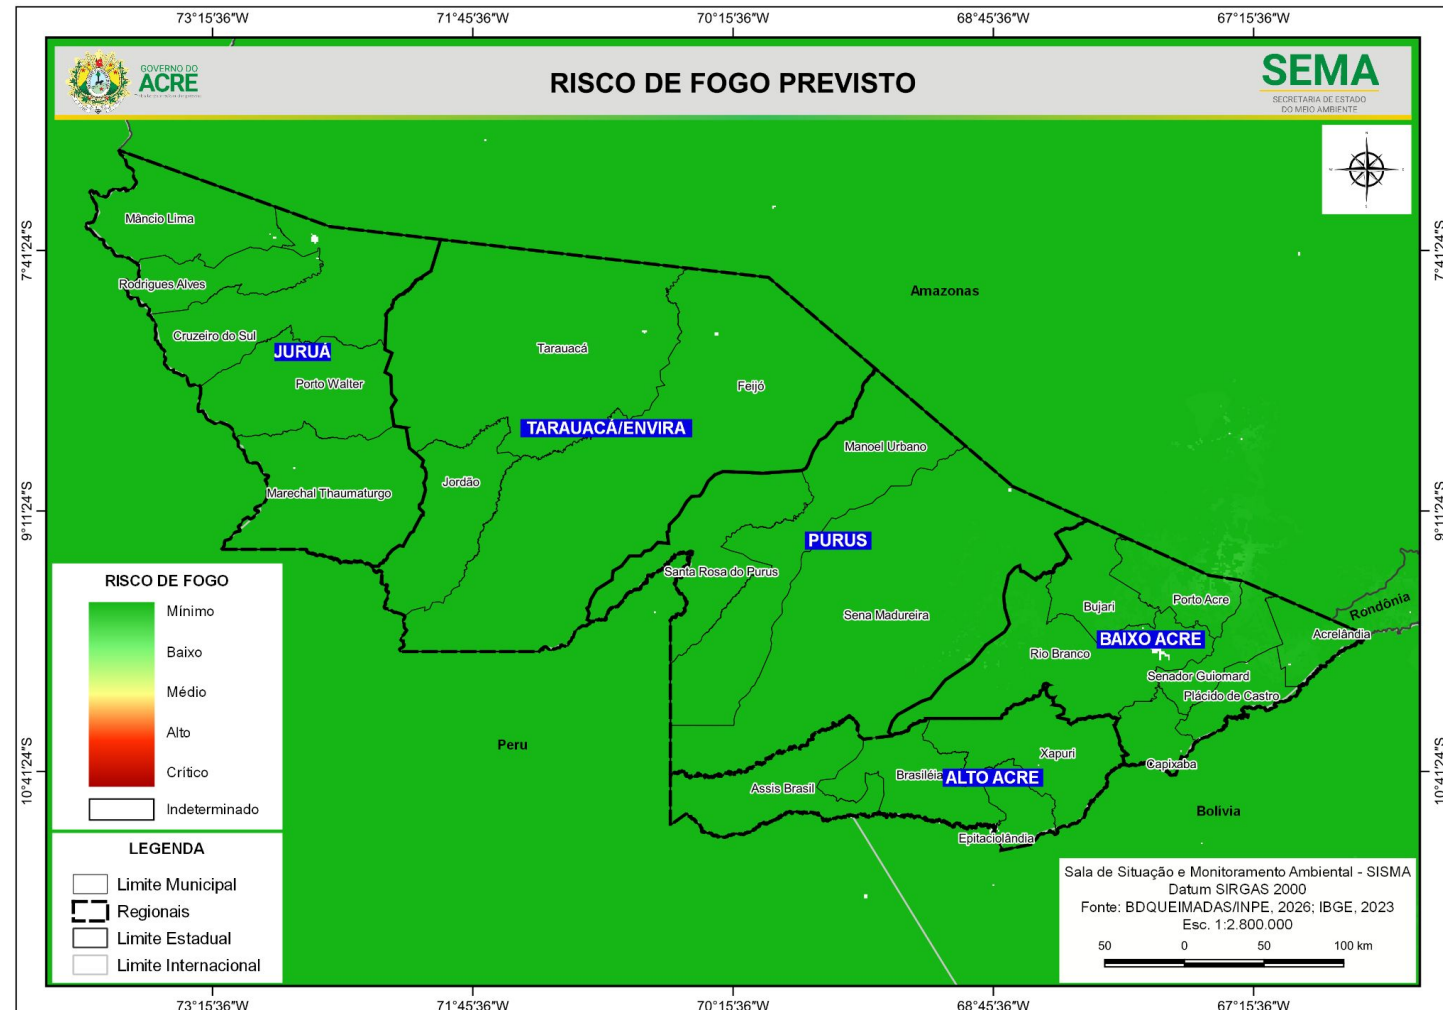 73°15'36"W
71°45'36"W
70°15'36"W
68°45'36"W
67°15'36"W
GOVERNO DO
ACRE
RISCO DE FOGO PREVISTO
SEMA
SECRETARIA DE ESTADO
DO MEIO AMBIENTE
7°41'24"S
7°41'24"S
9°11'24"S
9°11'24"S
10°41'24"S
10°41'24"S
Mâncio Lima
Rodrigues Alves
Cruzeiro do Sul
JURUÁ
Porto Walter
Marechal Thaumaturgo
Tarauacá
Feijó
TARAUACÁ/ENVIRA
Jordão
Amazonas
Manoel Urbano
PURUS
Santa Rosa do Purus
Sena Madureira
Bujari
Porto Acre
BAIXO ACRE
Rio Branco
Acrelândia
Rondônia
Senador Guiomard
Plácido de Castro
Peru
Xapuri
Capixaba
Brasiléia
ALTO ACRE
Assis Brasil
Epitaciolândia
Bolivia
RISCO DE FOGO
Mínimo
Baixo
Médio
Alto
Crítico
Indeterminado
LEGENDA
Limite Municipal
Regionais
Limite Estadual
Limite Internacional
Sala de Situação e Monitoramento Ambiental - SISMA
Datum SIRGAS 2000
Fonte: BDQUEIMADAS/INPE, 2026; IBGE, 2023
Esc. 1:2.800.000
50 0 50 100 km
73°15'36"W
71°45'36"W
70°15'36"W
68°45'36"W
67°15'36"W